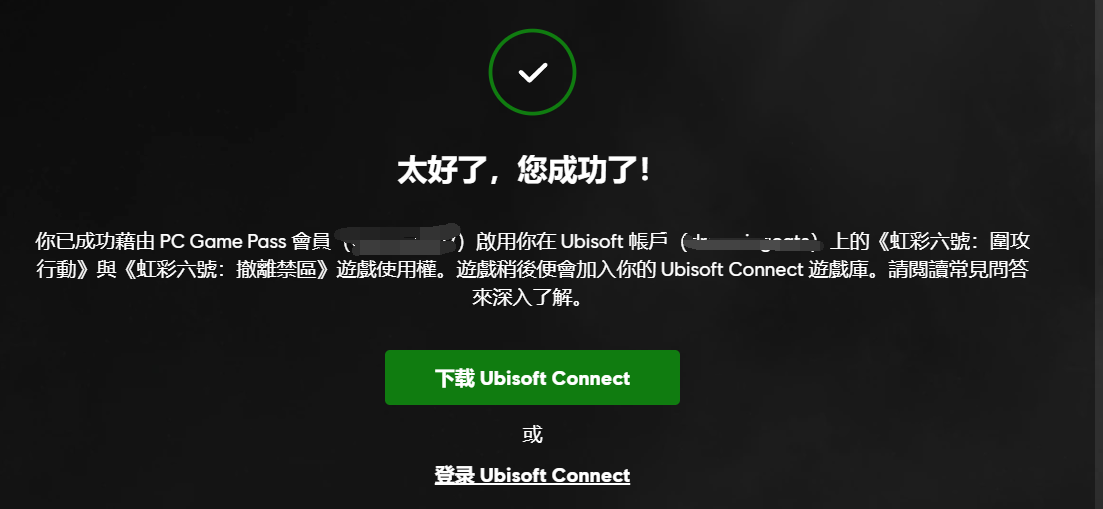 太好了，您成功了！
你已成功藉由 PC Game Pass 會員（）啟用你在 Ubisoft 帳戶（）上的《虹彩六號：圍攻
行動》與《虹彩六號：撤離禁區》遊戲使用權。遊戲稍後便會加入你的 Ubisoft Connect 遊戲庫。請閱讀常見問答
來深入了解。
下载 Ubisoft Connect
或
登录 Ubisoft Connect